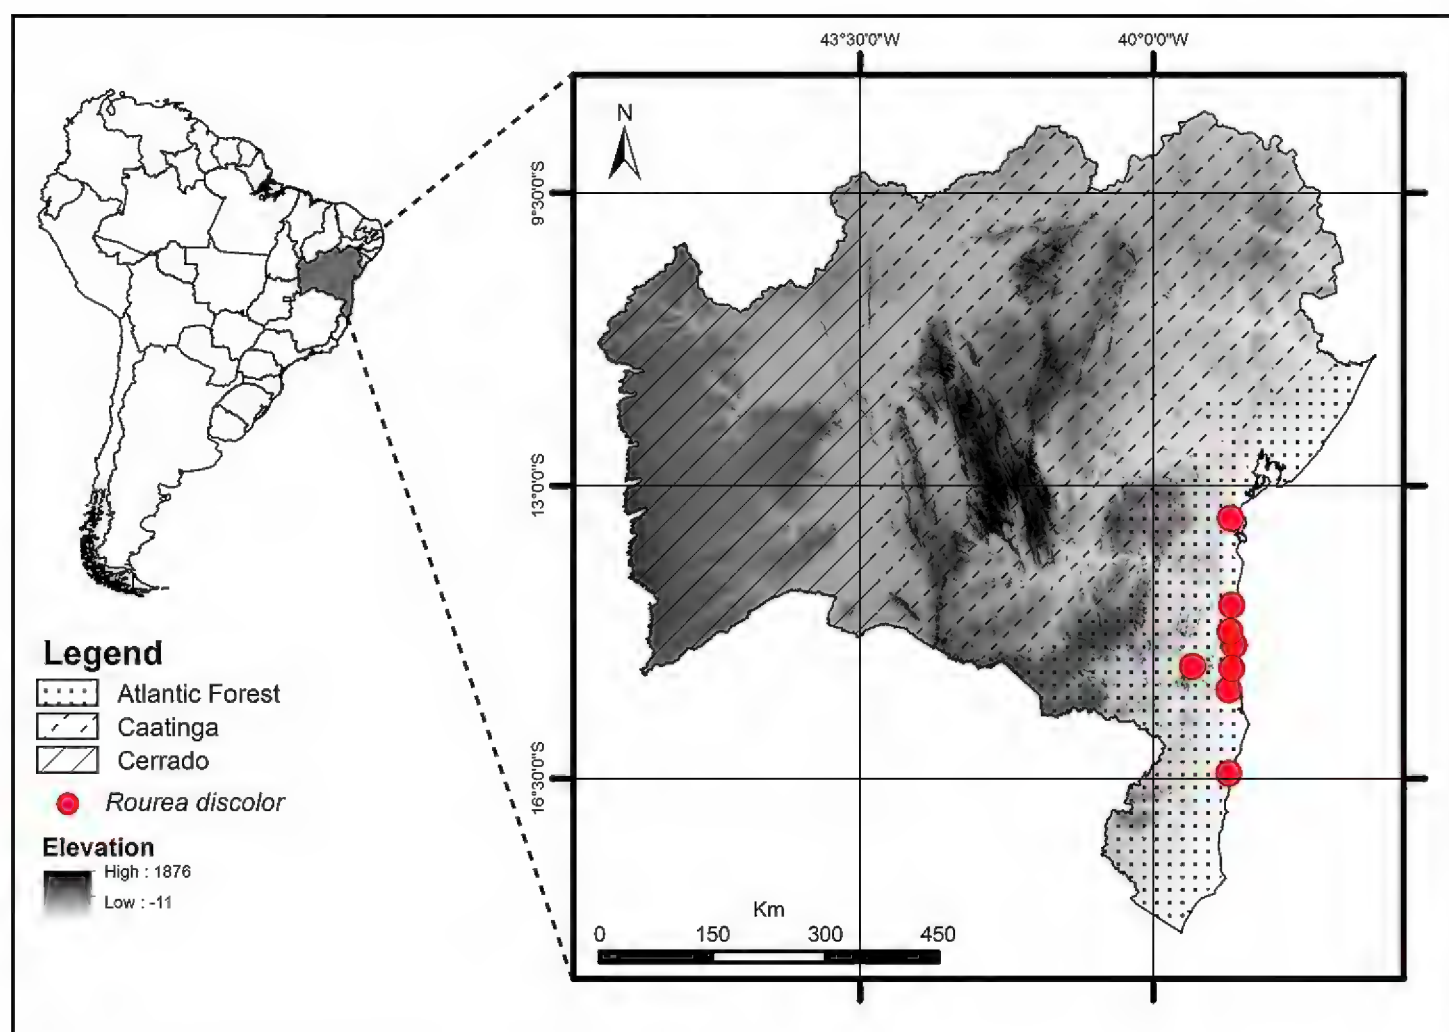 43°30'0"W
40°0'0"W
N
9°30'0"S
13°0'0"S
16°30'0"S
Km
0 150 300 450
Legend
Atlantic Forest
Caatinga
Cerrado
Rourea discolor
Elevation
High : 1876
Low : -11